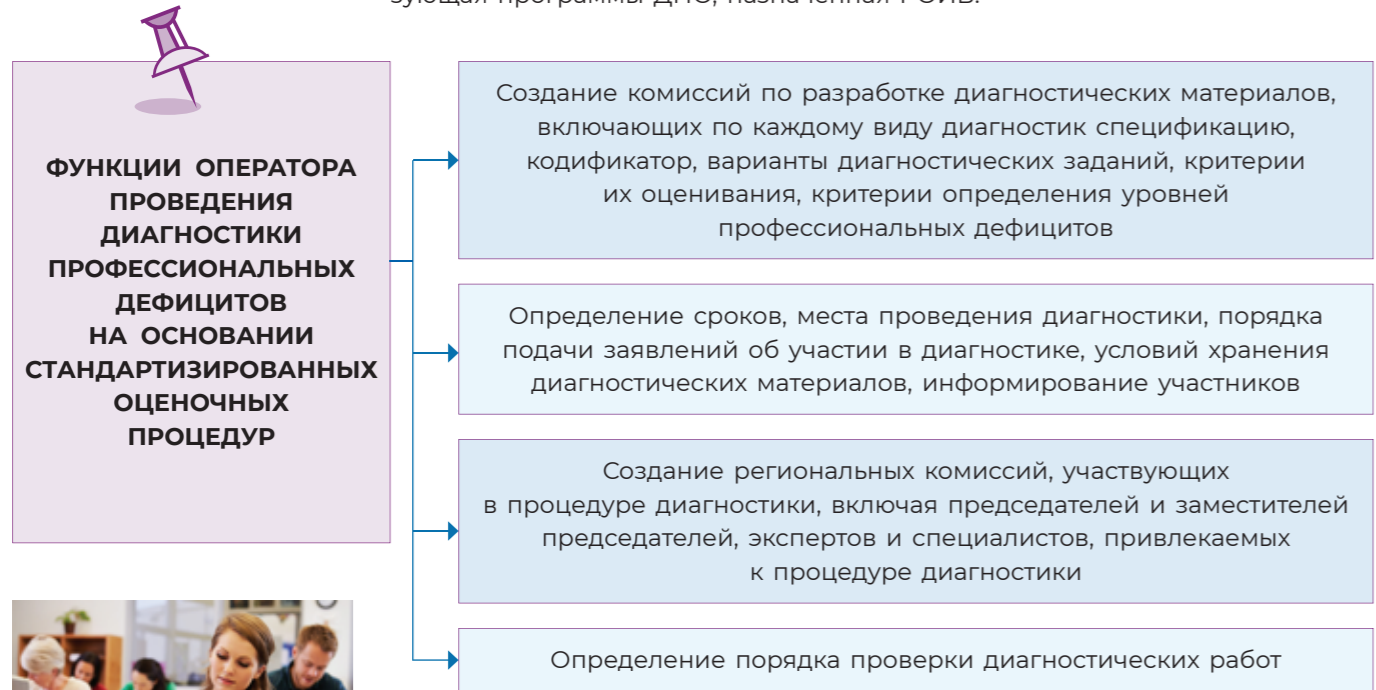 ФУНКЦИИ ОПЕРАТОРА
ПРОВЕДЕНИЯ
ДИАГНОСТИКИ
ПРОФЕССИОНАЛЬНЫХ
ДЕФИЦИТОВ
НА ОСНОВАНИИ
СТАНДАРТИЗИРОВАННЫХ
ОЦЕНОЧНЫХ
ПРОЦЕДУР
Создание комиссий по разработке диагностических материалов,
включающих по каждому виду диагностик спецификацию,
кодификатор, варианты диагностических заданий, критерии
их оценивания, критерии определения уровней
профессиональных дефицитов
Определение сроков, места проведения диагностики, порядка
подачи заявлений об участии в диагностике, условий хранения
диагностических материалов, информирование участников
Создание региональных комиссий, участвующих
в процедуре диагностики, включая председателей и заместителей
председателей, экспертов и специалистов, привлекаемых
к процедуре диагностики
Определение порядка проверки диагностических работ